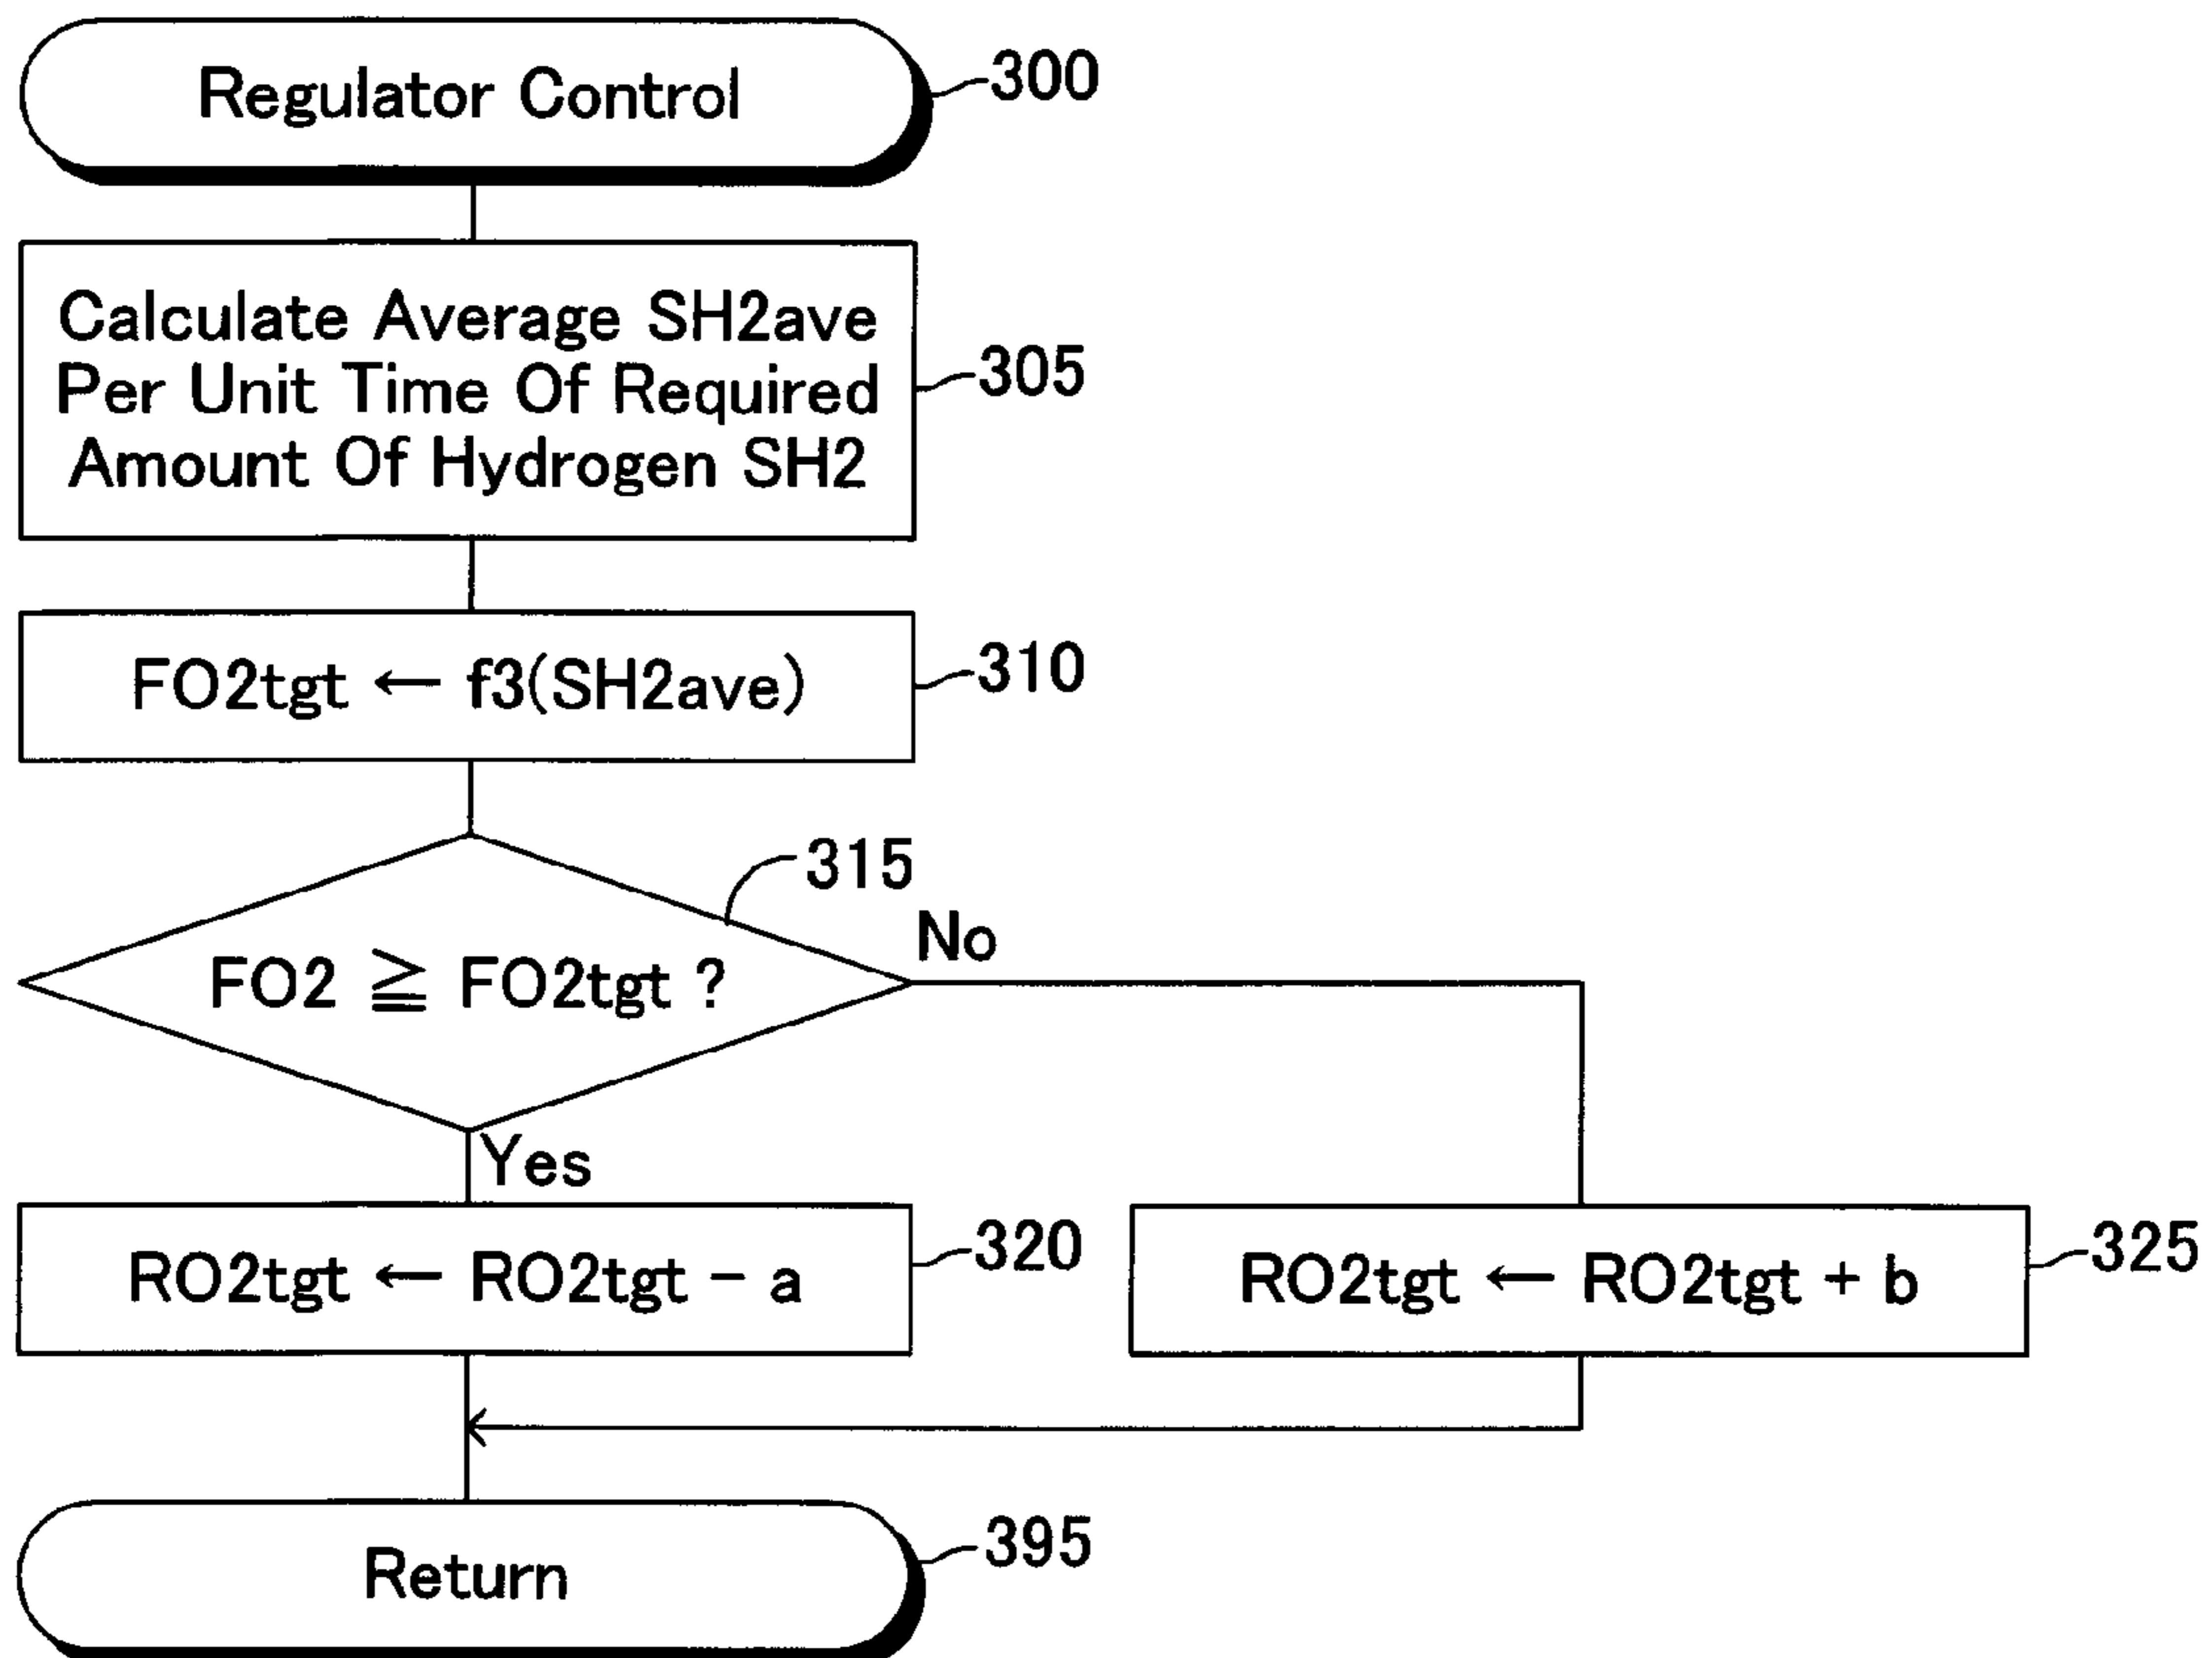 Regulator Control
300
Calculate Average SH2ave
Per Unit Time Of Required
Amount Of Hydrogen SH2
305
FO2tgt ← f3(SH2ave)
310
315
FO2 ≧ FO2tgt ?
No
Yes
RO2tgt ← RO2tgt − a
320
RO2tgt ← RO2tgt + b
325
Return
395